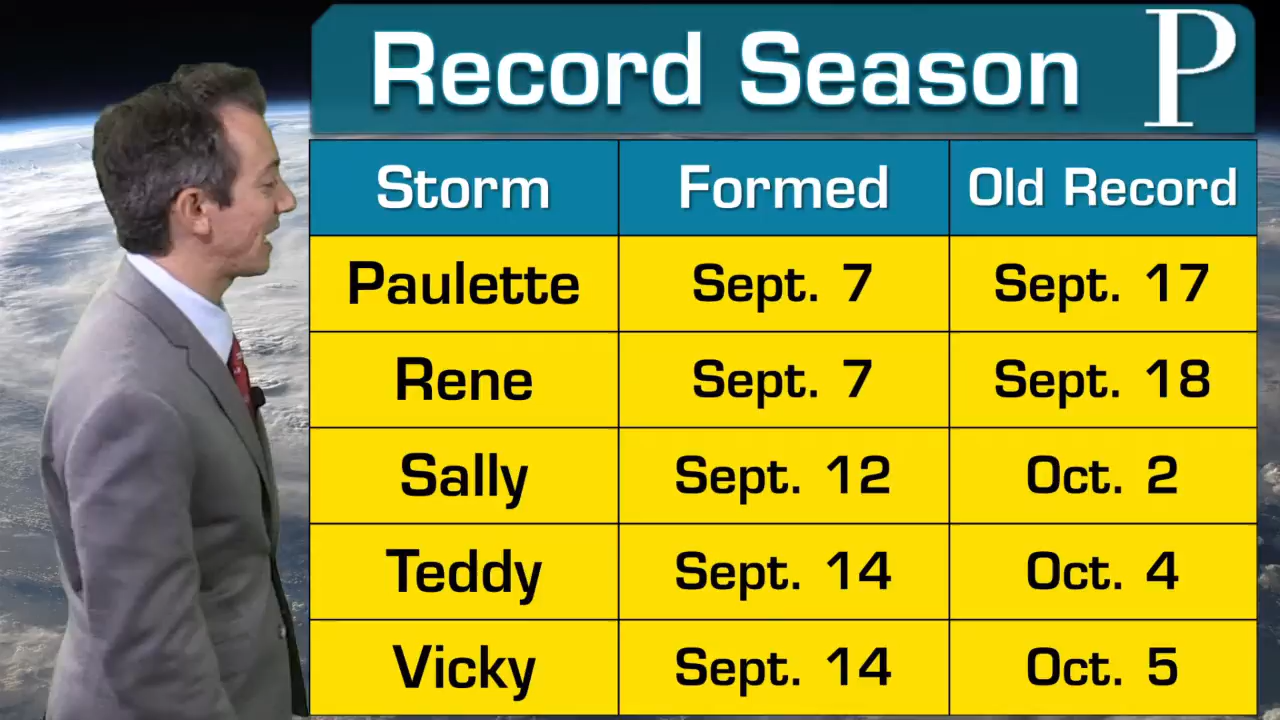 Record Season P
Storm Formed Old Record
Paulette Sept. 7 Sept. 17
Rene Sept. 7 Sept. 18
Sally Sept. 12 Oct. 2
Teddy Sept. 14 Oct. 4
Vicky Sept. 14 Oct. 5